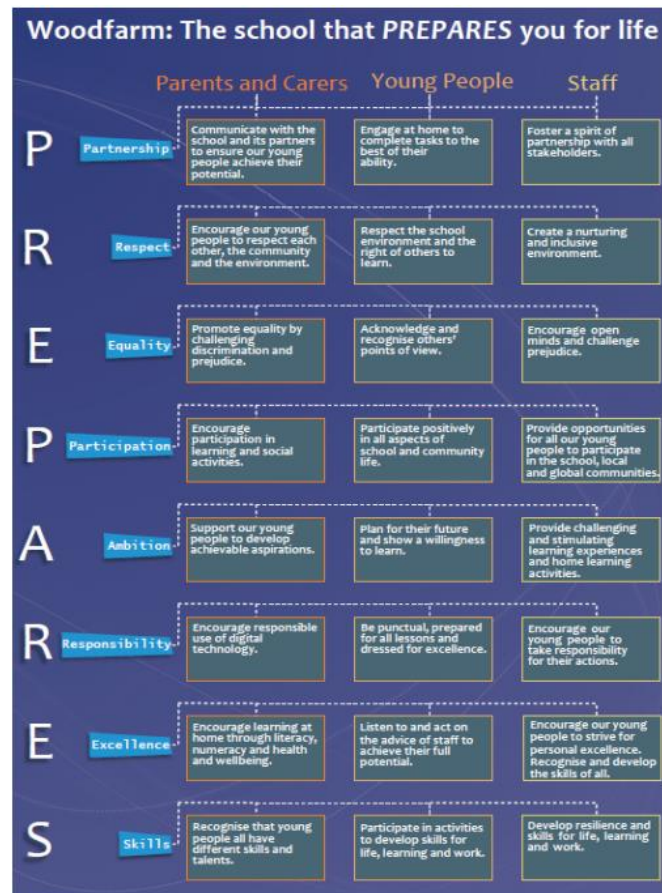 Woodfarm: The school that PREPARES you for life
Parents and Carers
Young People
Staff
P
Partnership
Communicate with the
school and its partners
to ensure our young
people achieve their
potential.
Engage at home to
complete tasks to the
best of their
ability.
Foster a spirit of
partnership with all
stakeholders.
R
Respect
Encourage our young
people to respect each
other, the community
and the environment.
Respect the school
environment and the
right of others to
learn.
Create a nurturing
and inclusive
environment.
E
Equality
Promote equality by
challenging
discrimination and
prejudice.
Acknowledge and
recognise others'
points of view.
Encourage open
minds and challenge
prejudice.
P
Participation
Encourage
participation in
learning and social
activities.
Participate positively
in all aspects of
school and community
life.
Provide opportunities
for all our young
people to participate
in the school, local
and global communities.
A
Ambition
Support our young
people to develop
achievable aspirations.
Plan for their future
and show a willingness
to learn.
Provide challenging
and stimulating
learning experiences
and home learning
activities.
R
Responsibility
Encourage responsible
use of digital
technology.
Be punctual, prepared
for all lessons and
dressed for excellence.
Encourage our
young people to
take responsibility
for their actions.
E
Excellence
Encourage learning at
home through literacy,
numeracy and health
and wellbeing.
Listen to and act on
the advice of staff to
achieve their full
potential.
Encourage our young
people to strive for
personal excellence.
Recognise and develop
the skills of all.
S
Skills
Recognise that young
people all have
different skills and
talents.
Participate in activities
to develop skills for
life, learning and work.
Develop resilience and
skills for life, learning
and work.